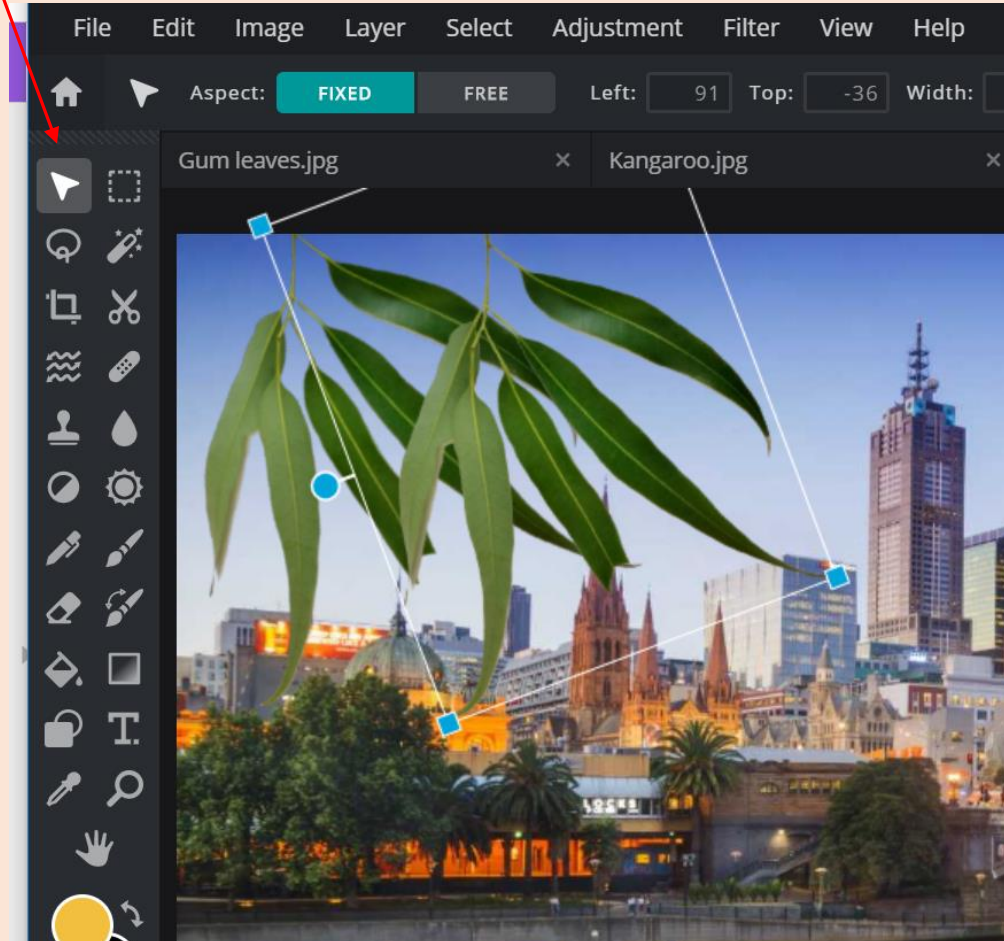 File Edit Image Layer Select Adjustment Filter View Help
Aspect: FIXED FREE Left: 91 Top: -36 Width:
Gum leaves.jpg × Kangaroo.jpg ×
T.